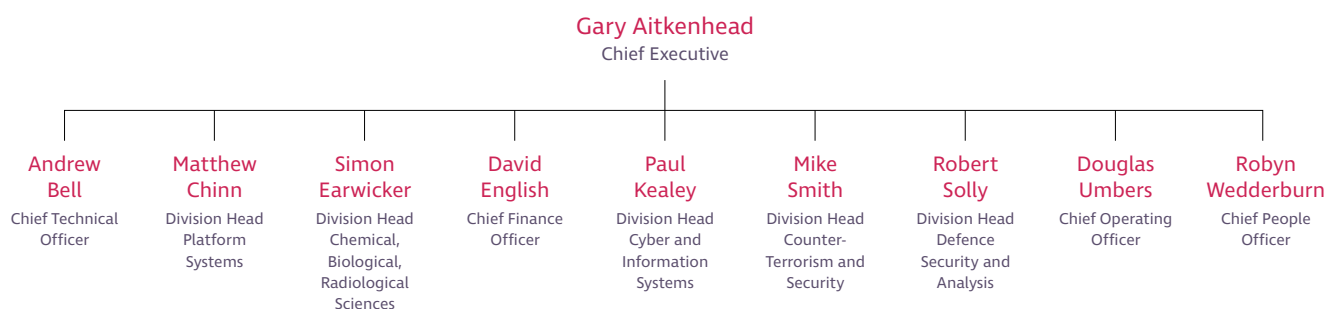 Gary Aitkenhead
Chief Executive
Andrew
Bell
Chief Technical
Officer
Matthew
Chinn
Division Head
Platform
Systems
Simon
Earwicker
Division Head
Chemical,
Biological,
Radiological
Sciences
David
English
Chief Finance
Officer
Paul
Kealey
Division Head
Cyber and
Information
Systems
Mike
Smith
Division Head
Counter-
Terrorism and
Security
Robert
Solly
Division Head
Defence
Security and
Analysis
Douglas
Umbers
Chief Operating
Officer
Robyn
Wedderburn
Chief People
Officer